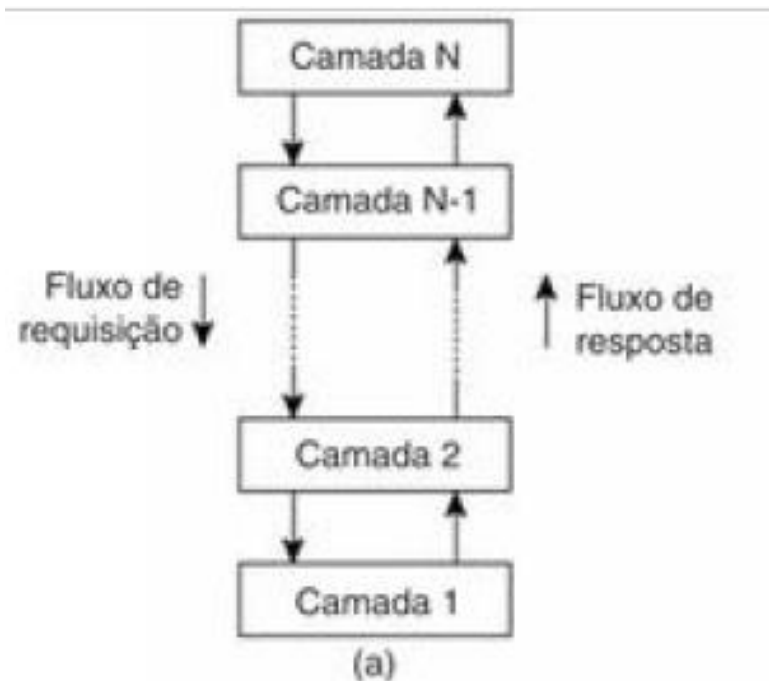 Camada N
Camada N-1
Fluxo de
requisição
Fluxo de
resposta
Camada 2
Camada 1
(a)